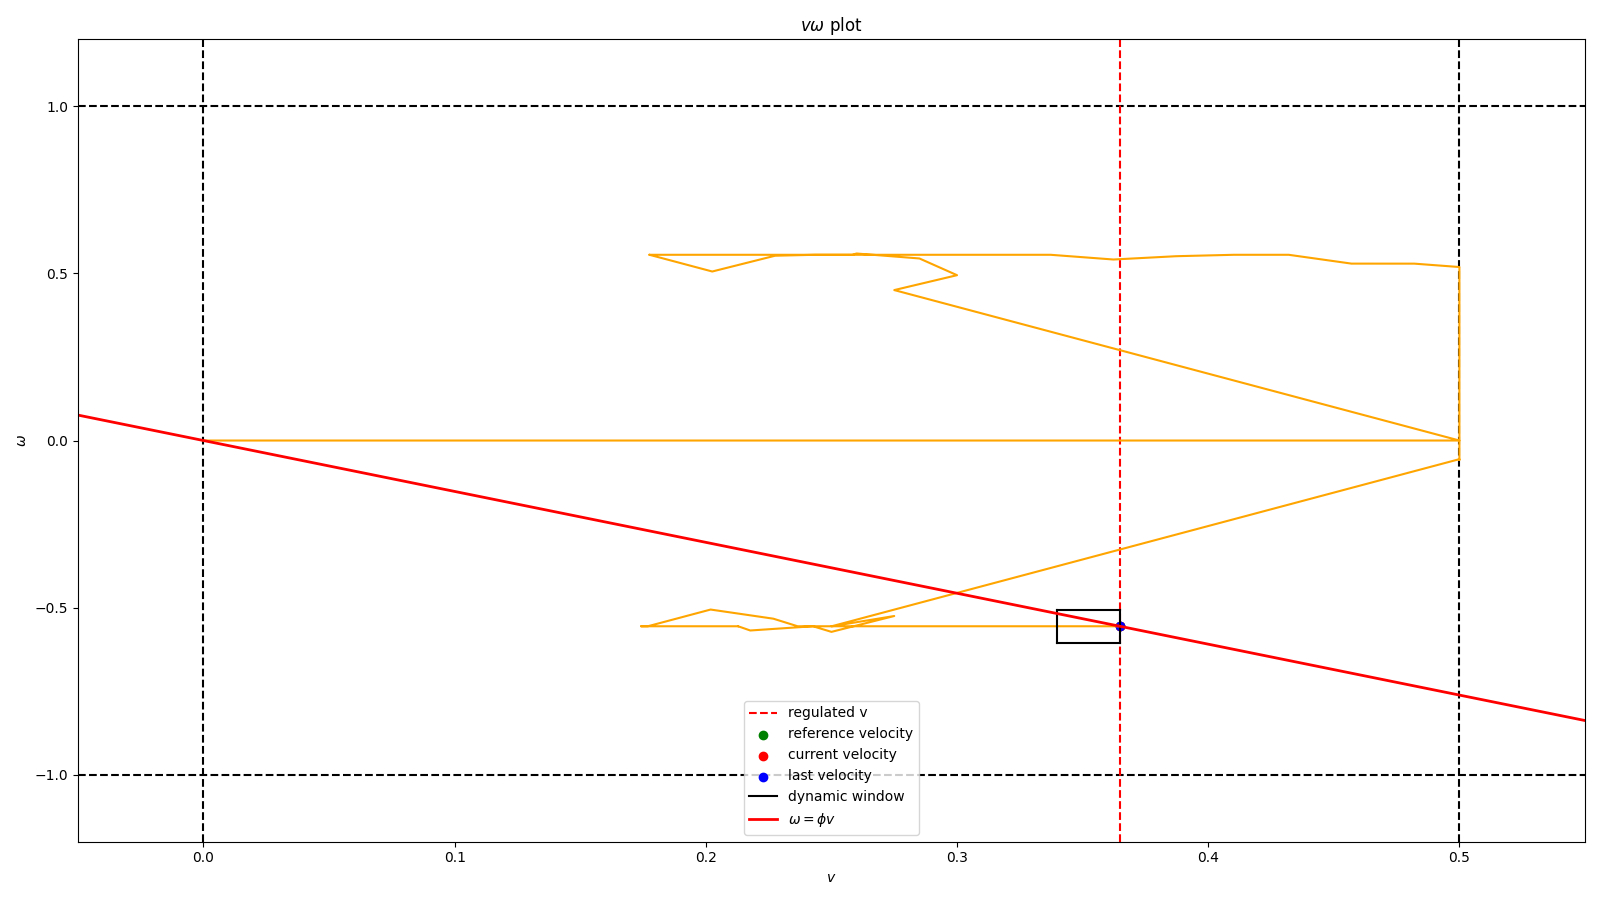 vω plot
1.0
0.5
0.0
−0.5
−1.0
ω
0.0 0.1 0.2 0.3 0.4 0.5
v
regulated v
reference velocity
current velocity
last velocity
dynamic window
ω = ϕv